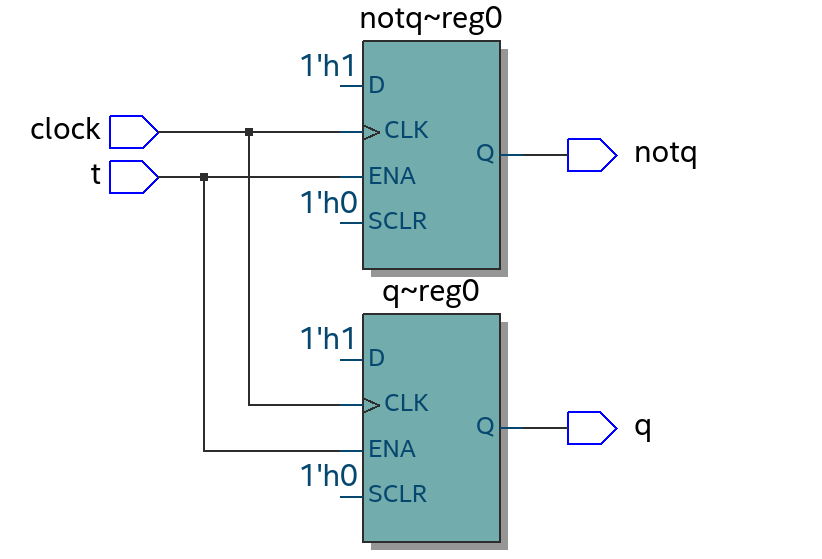 notq~reg0
1'h1
D
clock
CLK
Q
notq
t
ENA
1'h0
SCLR
q~reg0
1'h1
D
CLK
Q
q
ENA
1'h0
SCLR